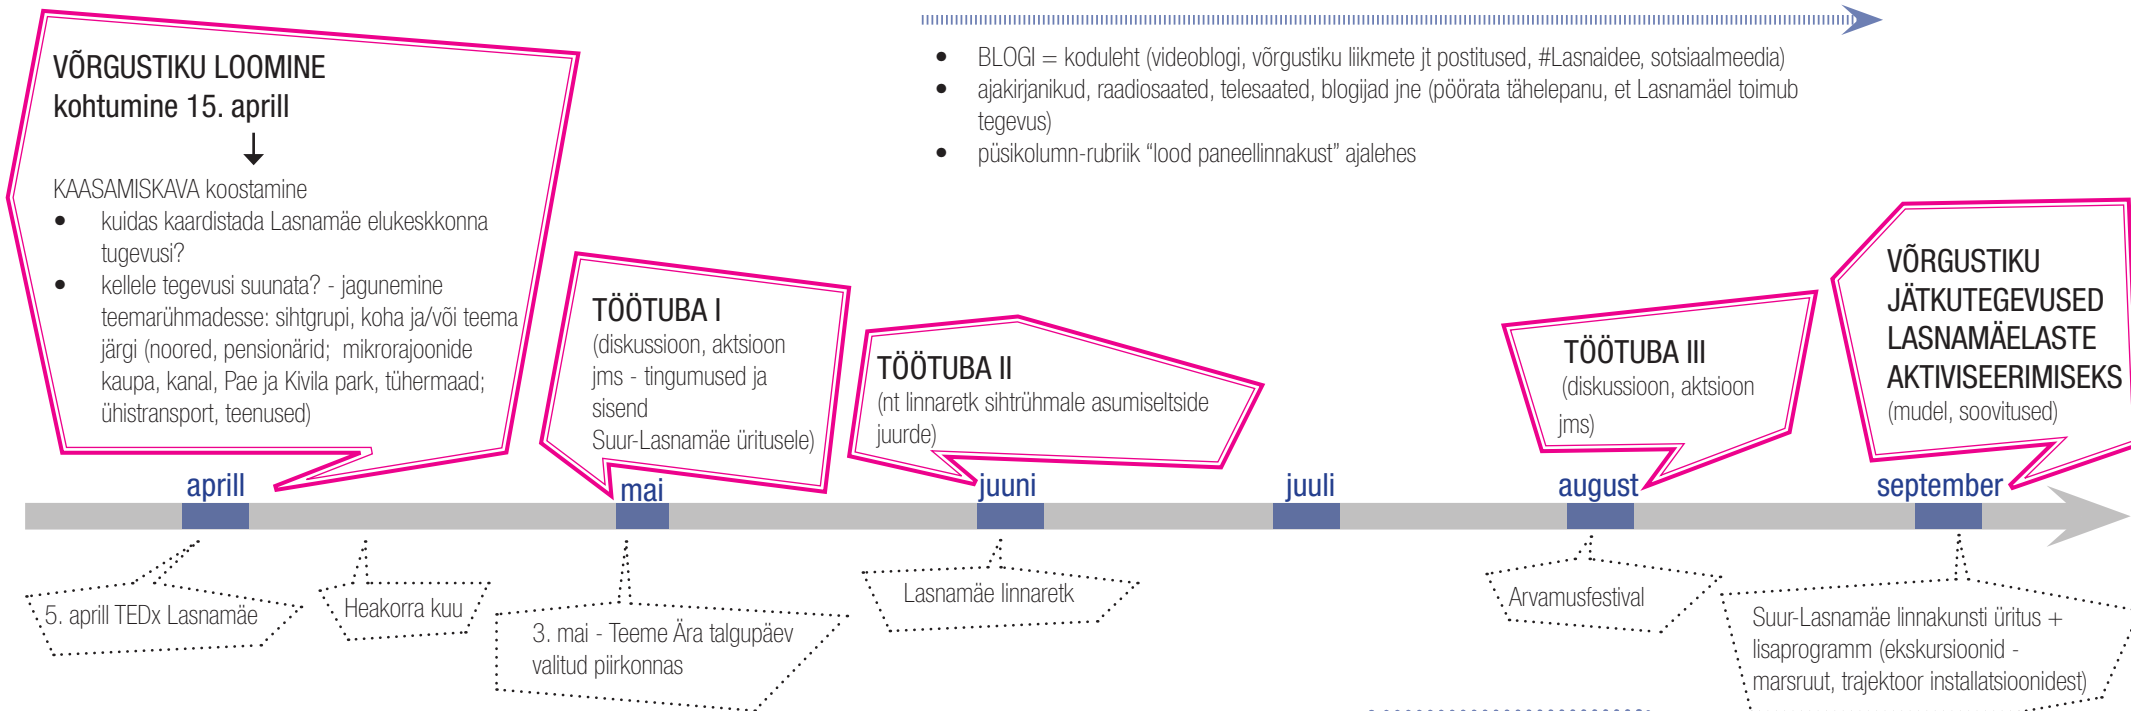 VÕRGUSTIKU LOOMINE
kohtumine 15. aprill
KAASAMISKAVA koostamine
• kuidas kaardistada Lasnamäe elukeskkonna
tugevusi?
• kellele tegevusi suunata? - jagunemine
teemarühmadesse: sihtgrupi, koha ja/või teema
järgi (noored, pensionärid; mikrorajoonide
kaupa, kanal, Pae ja Kivila park, tühermaad;
ühistransport, teenused)
• BLOGI = koduleht (videoblogi, võrgustiku liikmete jt postitused, #Lasnaidee, sotsiaalmeedia)
• ajakirjanikud, raadiosaated, telesaated, blogijad jne (pöörata tähelepanu, et Lasnamäel toimub
tegevus)
• püsikolumn-rubriik “lood paneellinnakust” ajalehes
TÖÖTUBA I
(diskussioon, aktsioon
jms - tingumused ja
sisend
Suur-Lasnamäe üritusele)
TÖÖTUBA II
(nt linnaretk sihtrühmale asumiseltside
juurde)
TÖÖTUBA III
(diskussioon, aktsioon
jms)
VÕRGUSTIKU
JÄTKUTEGEVUSED
LASNAMÄELASTE
AKTIVISEERIMISEKS
(mudel, soovitused)
aprill
mai
juuni
juuli
august
september
5. aprill TEDx Lasnamäe
Heakorra kuu
3. mai - Teeme Ära talgupäev
valitud piirkonnas
Lasnamäe linnaretk
Arvamusfestival
Suur-Lasnamäe linnakunsti üritus +
lisaprogramm (ekskursioonid -
marsruut, trajektoor installatsioonidest)